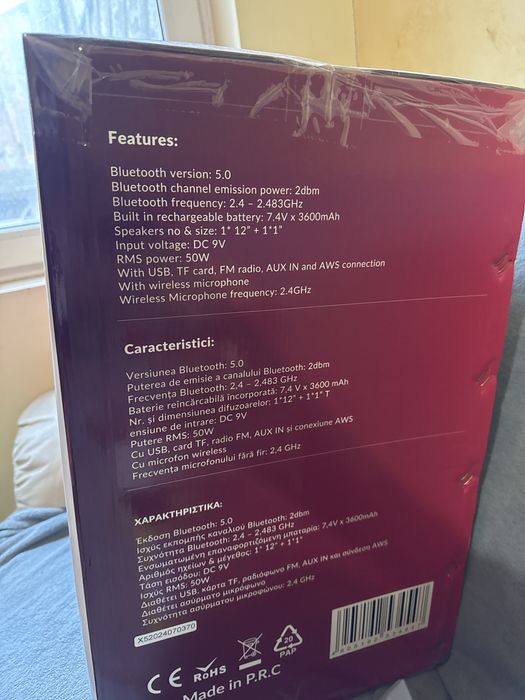 Features:
Bluetooth version: 5.0
Bluetooth channel emission power: 2dbm
Bluetooth frequency: 2.4 – 2.483GHz
Built in rechargeable battery: 7.4V x 3600mAh
Speakers no & size: 1* 12" + 1*1"
Input voltage: DC 9V
RMS power: 50W
With USB, TF card, FM radio, AUX IN and AWS connection
With wireless microphone
Wireless Microphone frequency: 2.4GHz
Caracteristici:
Versiunea Bluetooth: 5.0
Puterea de emisie a canalului Bluetooth: 2dbm
Frecvența Bluetooth: 2,4 – 2,483 GHz
Baterie reîncărcabilă încorporată: 7,4 V x 3600 mAh
Nr. și dimensiunea difuzoarelor: 1*12" + 1*1" T
ensiune de intrare: DC 9V
Putere RMS: 50W
Cu USB, card TF, radio FM, AUX IN și conexiune AWS
Cu microfon wireless
Frecvența microfonului fără fir: 2.4 GHz
ΧΑΡΑΚΤΗΡΙΣΤΙΚΑ:
Έκδοση Bluetooth: 5.0
Ισχύς εκπομπής καναλιού Bluetooth: 2dbm
Συχνότητα Bluetooth: 2,4 – 2,483 GHz
Ενσωματωμένη επαναφορτιζόμενη μπαταρία: 7,4V x 3600mAh
Αριθμός ηχείων & μέγεθος: 1* 12" + 1*1"
Τάση εισόδου: DC 9V
Ισχύς RMS: 50W
Διαθέτει USB, κάρτα TF, ραδιόφωνο FM, AUX IN και σύνδεση AWS
Διαθέτει ασύρματο μικρόφωνο
Συχνότητα ασύρματου μικροφώνου: 2.4 GHz
X52024070370
CE RoHS 20 PAP
Made in P.R.C